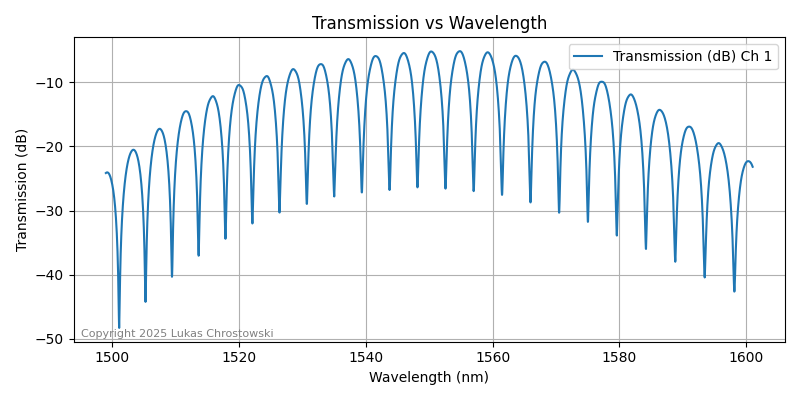 Transmission vs Wavelength
Transmission (dB) Ch 1
−10
−20
−30
−40
−50
Transmission (dB)
Copyright 2025 Lukas Chrostowski
1500 1520 1540 1560 1580 1600
Wavelength (nm)